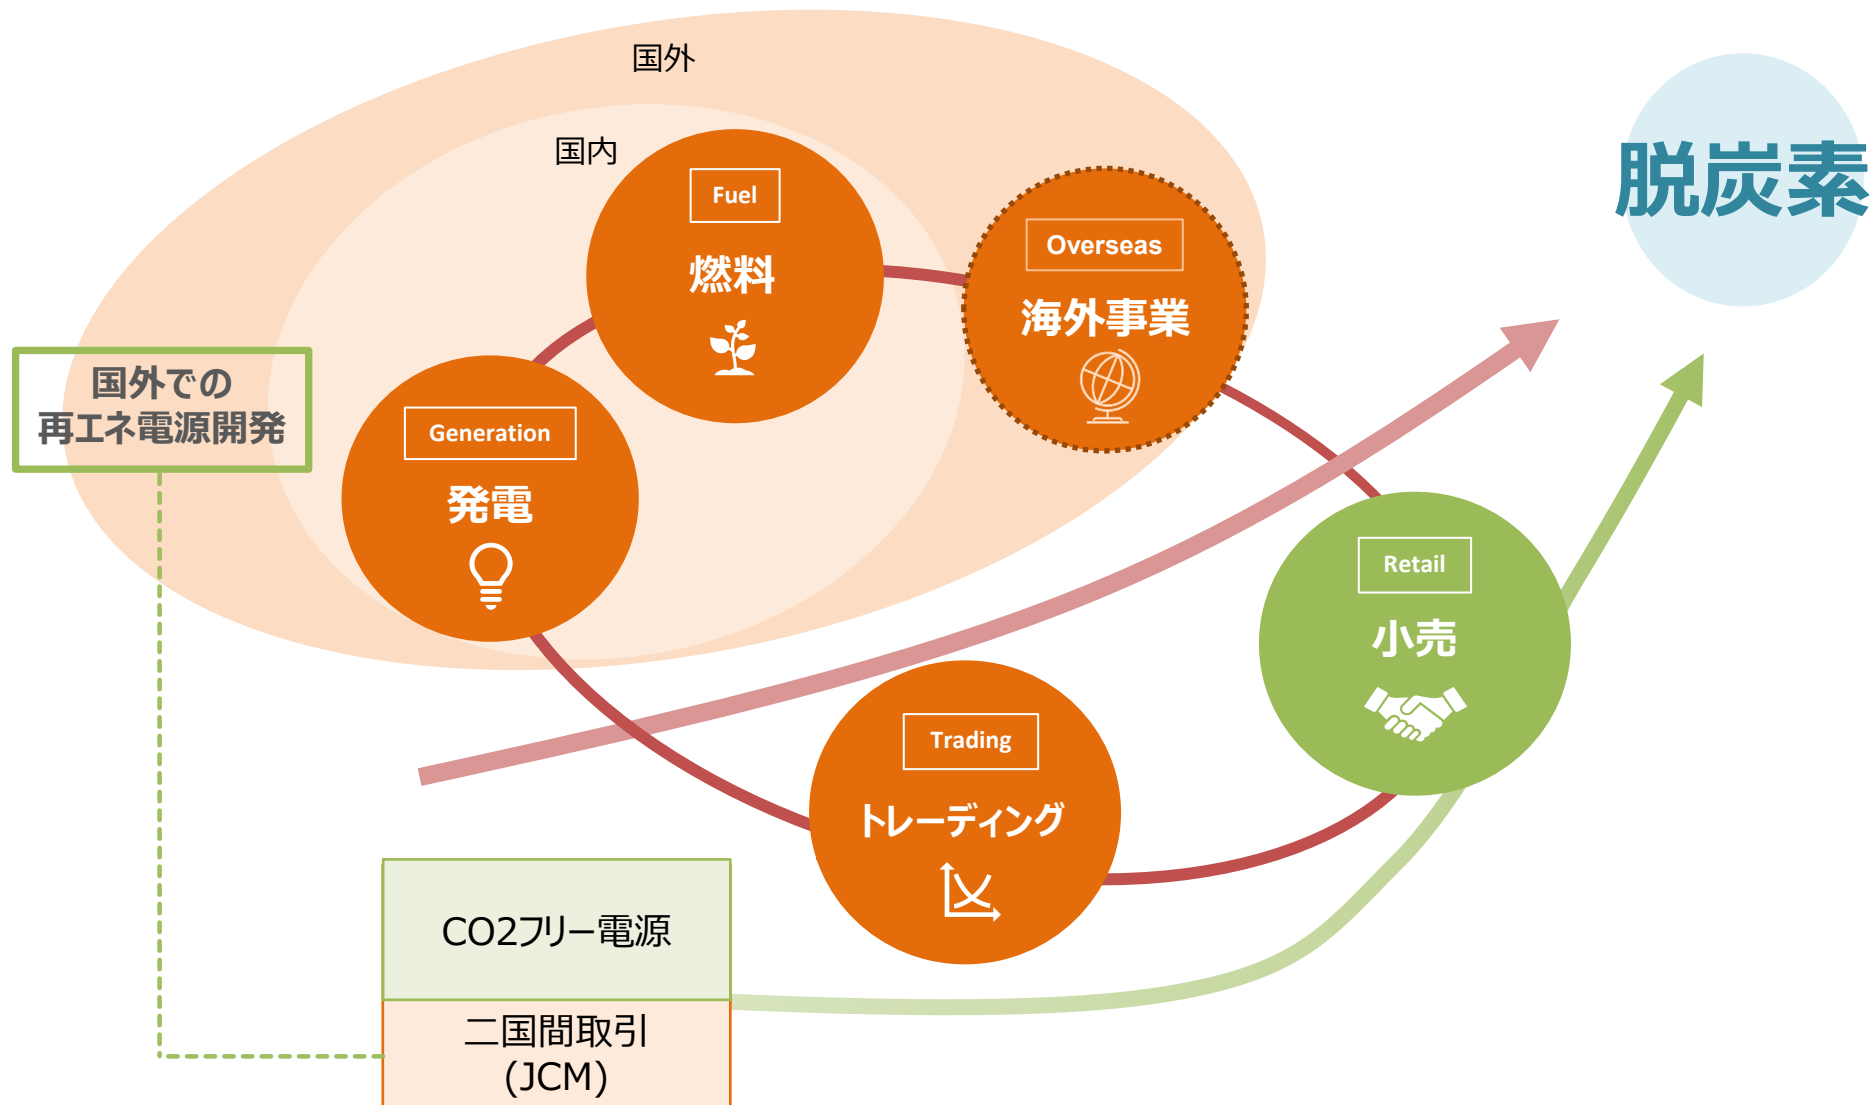 国外
国内
Fuel
燃料
Overseas
海外事業
脱炭素
国外での
再エネ電源開発
Generation
発電
Retail
小売
Trading
トレーディング
CO2フリー電源
二国間取引
(JCM)